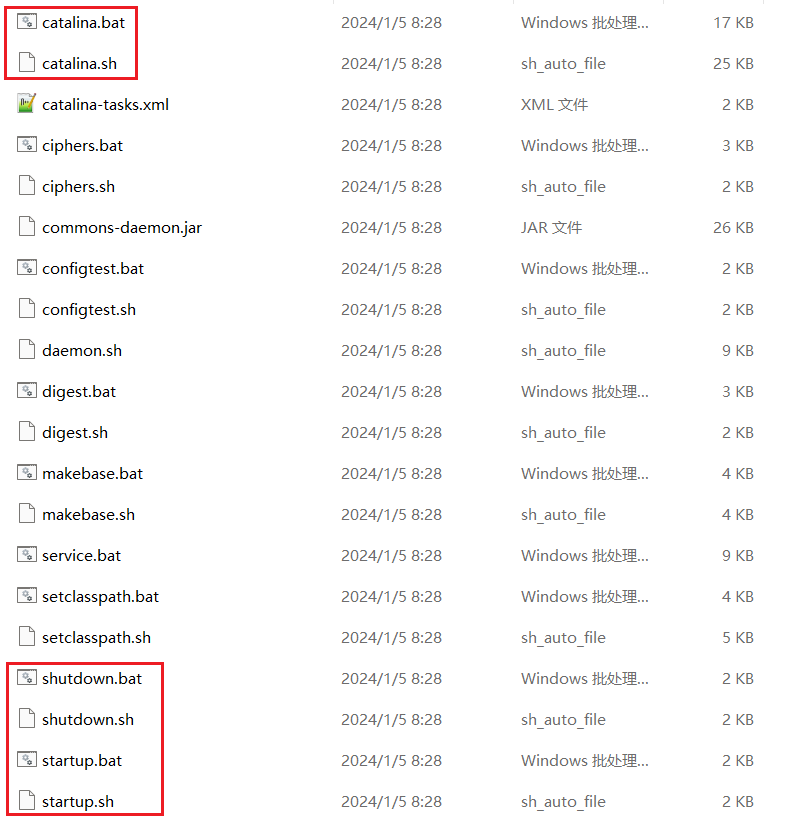 catalina.bat 2024/1/5 8:28 Windows 批处理... 17 KB
catalina.sh 2024/1/5 8:28 sh_auto_file 25 KB
catalina-tasks.xml 2024/1/5 8:28 XML 文件 2 KB
ciphers.bat 2024/1/5 8:28 Windows 批处理... 3 KB
ciphers.sh 2024/1/5 8:28 sh_auto_file 2 KB
commons-daemon.jar 2024/1/5 8:28 JAR 文件 26 KB
configtest.bat 2024/1/5 8:28 Windows 批处理... 2 KB
configtest.sh 2024/1/5 8:28 sh_auto_file 2 KB
daemon.sh 2024/1/5 8:28 sh_auto_file 9 KB
digest.bat 2024/1/5 8:28 Windows 批处理... 3 KB
digest.sh 2024/1/5 8:28 sh_auto_file 2 KB
makebase.bat 2024/1/5 8:28 Windows 批处理... 4 KB
makebase.sh 2024/1/5 8:28 sh_auto_file 4 KB
service.bat 2024/1/5 8:28 Windows 批处理... 9 KB
setclasspath.bat 2024/1/5 8:28 Windows 批处理... 4 KB
setclasspath.sh 2024/1/5 8:28 sh_auto_file 5 KB
shutdown.bat 2024/1/5 8:28 Windows 批处理... 2 KB
shutdown.sh 2024/1/5 8:28 sh_auto_file 2 KB
startup.bat 2024/1/5 8:28 Windows 批处理... 2 KB
startup.sh 2024/1/5 8:28 sh_auto_file 2 KB